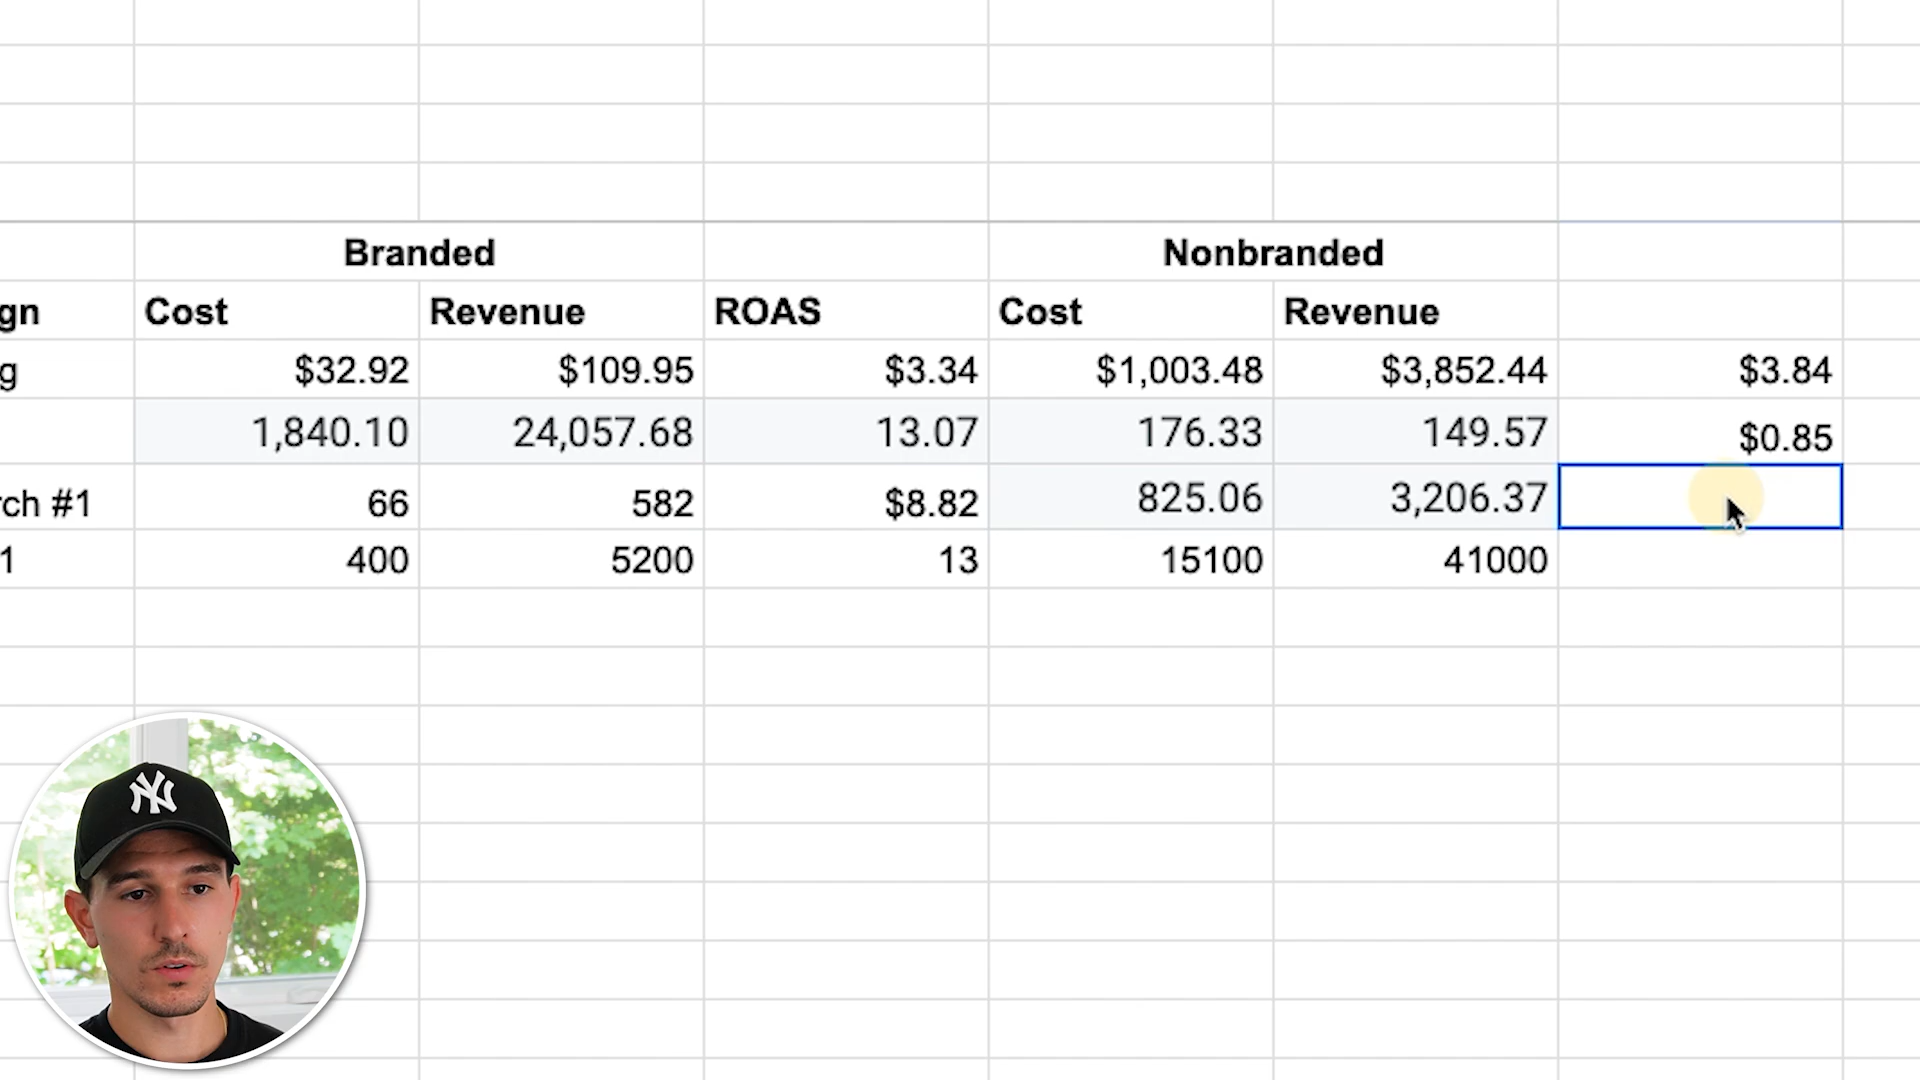 Branded Nonbranded
gn Cost Revenue ROAS Cost Revenue
g $32.92 $109.95 $3.34 $1,003.48 $3,852.44 $3.84
1,840.10 24,057.68 13.07 176.33 149.57 $0.85
rch #1 66 582 $8.82 825.06 3,206.37
1 400 5200 13 15100 41000
NY